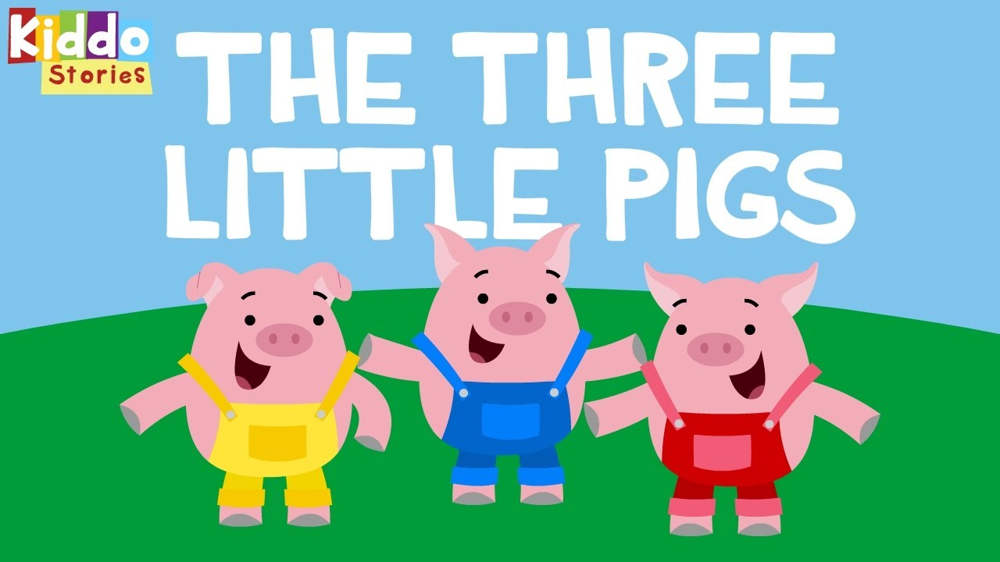 Kiddo
Stories
THE THREE
LITTLE PIGS